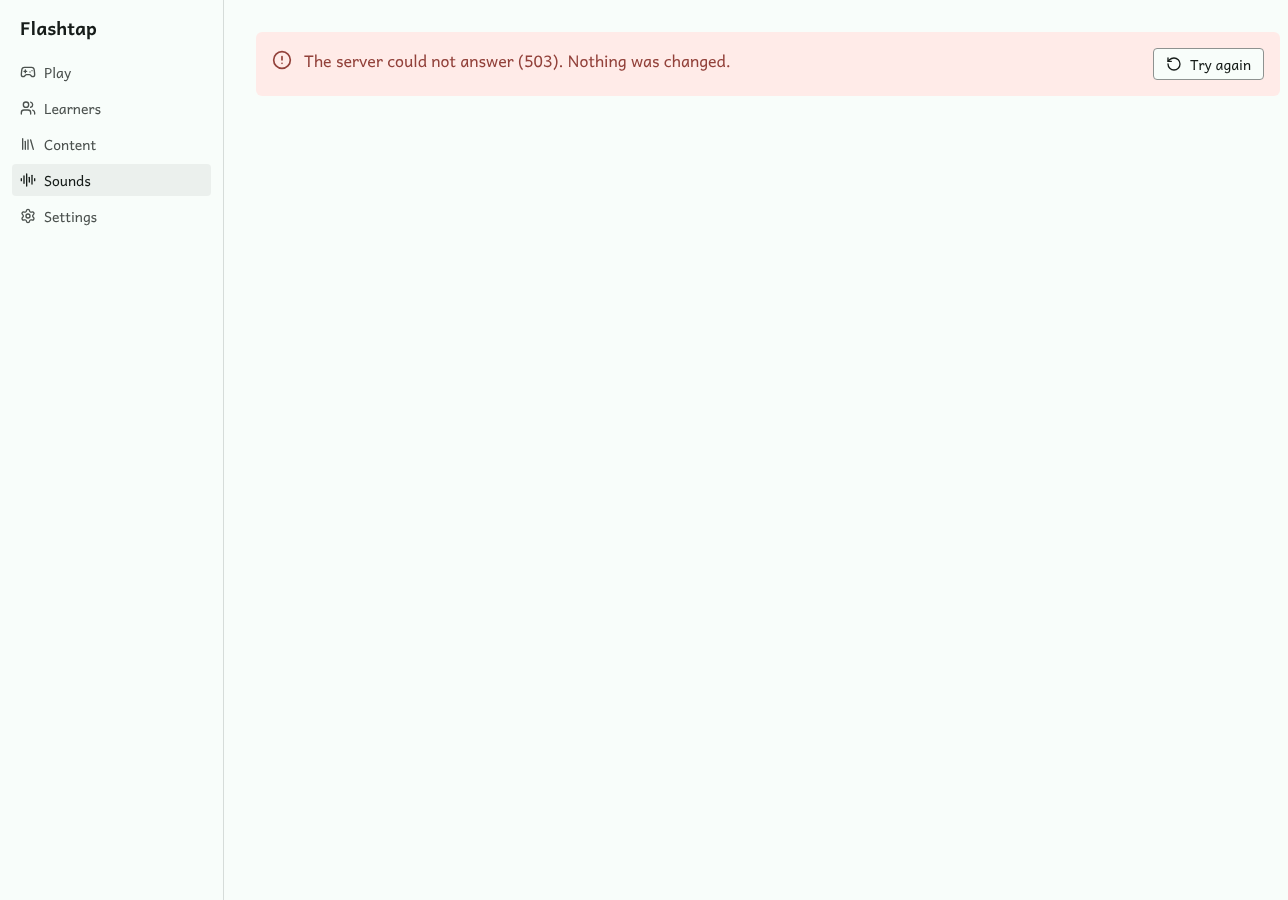 Flashtap
Play
Learners
Content
Sounds
Settings
The server could not answer (503). Nothing was changed.
Try again